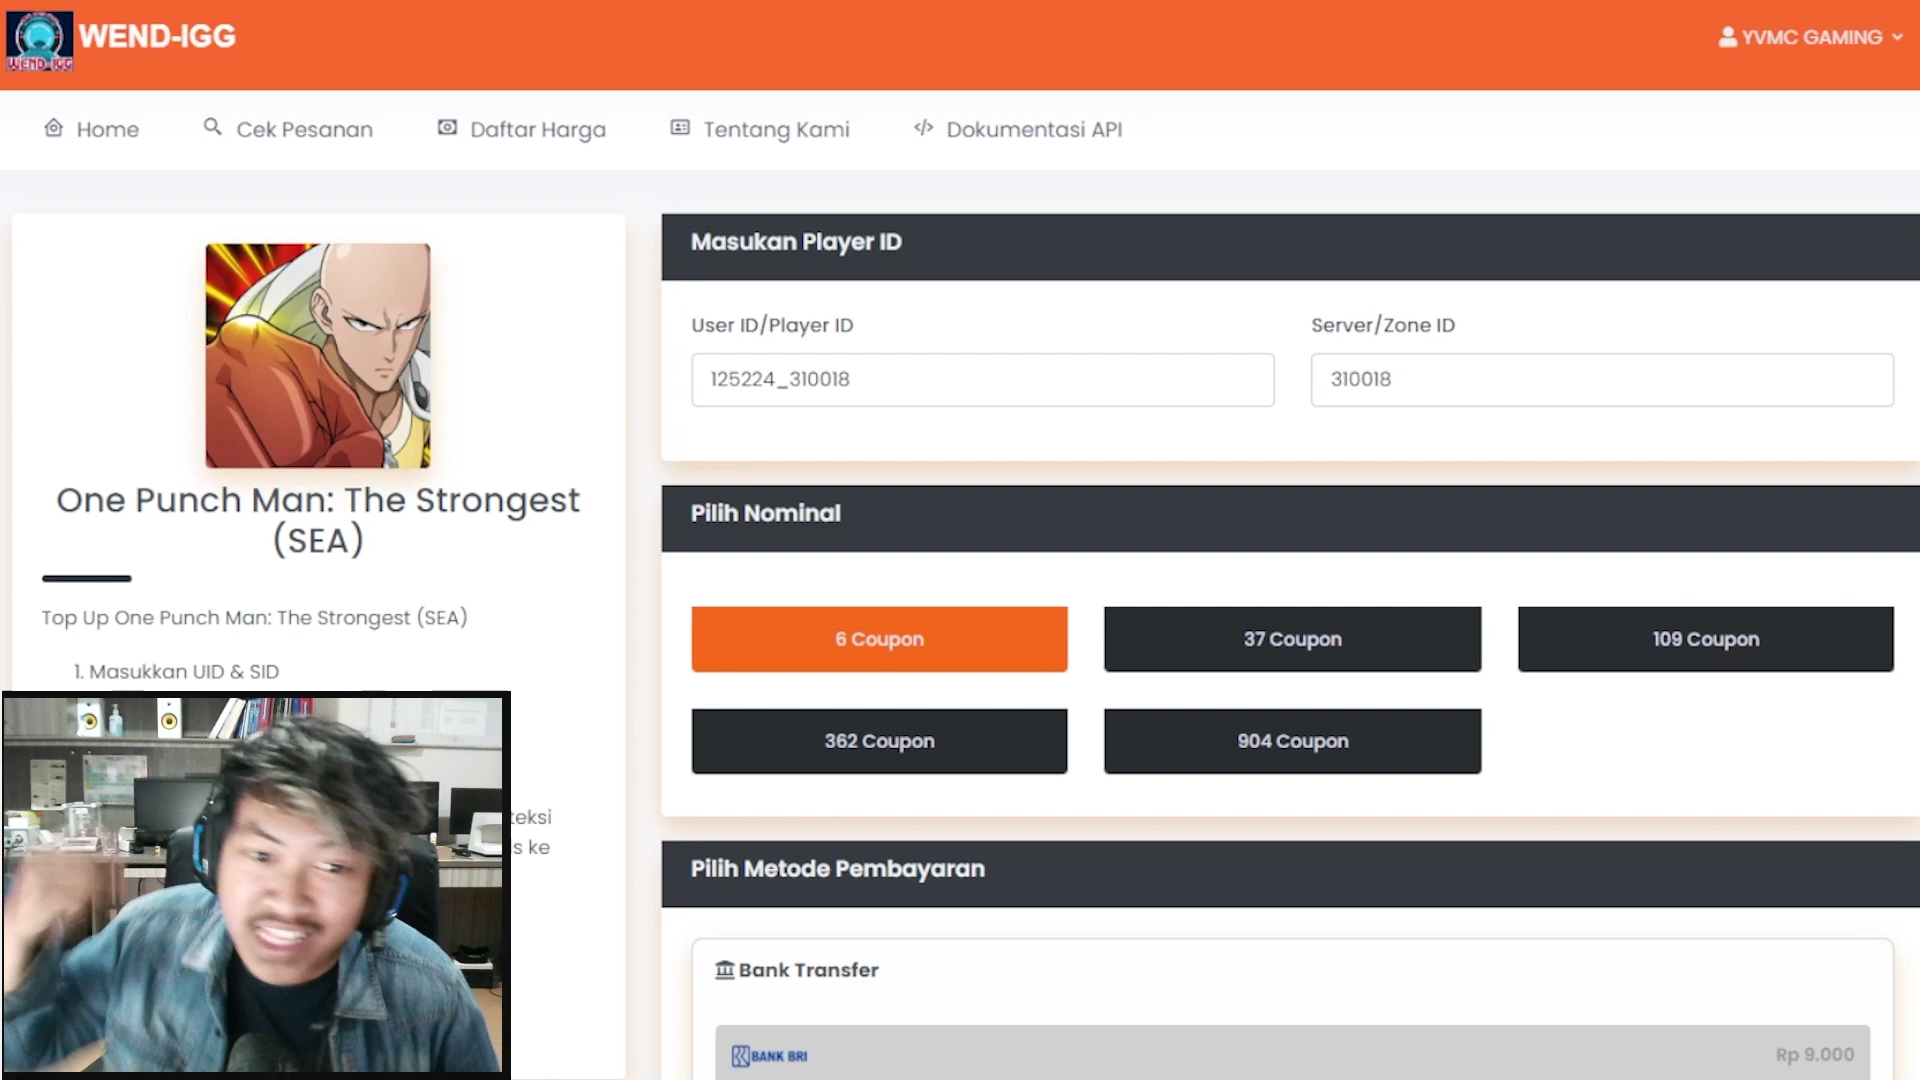 WEND-IGG
WEND-IGG
YVMC GAMING
Home
Cek Pesanan
Daftar Harga
Tentang Kami
Dokumentasi API
One Punch Man: The Strongest
(SEA)
Top Up One Punch Man: The Strongest (SEA)
1. Masukkan UID & SID
teksi
s ke
Masukan Player ID
User ID/Player ID
Server/Zone ID
125224_310018
310018
Pilih Nominal
6 Coupon
37 Coupon
109 Coupon
362 Coupon
904 Coupon
Pilih Metode Pembayaran
Bank Transfer
BANK BRI
Rp 9.000